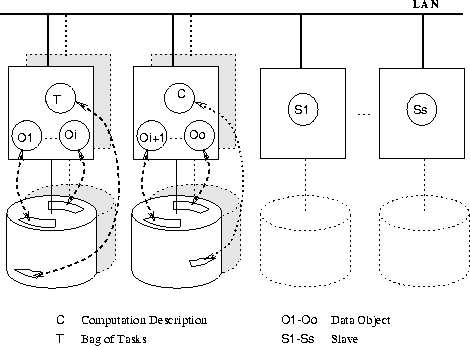 LAN
T
C
S1
...
Ss
O1 ... Oi
Oi+1 ... Oo
C Computation Description O1-Oo Data Object
T Bag of Tasks S1-Ss Slave